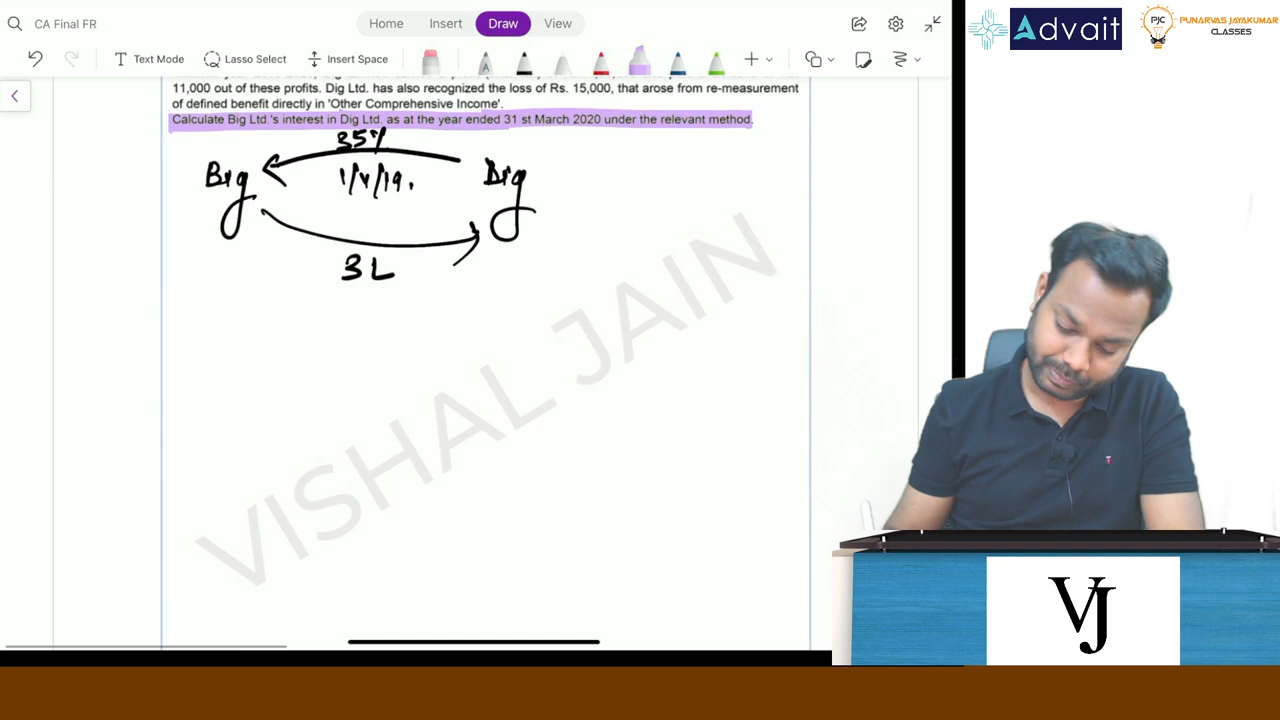 CA Final FR
Home Insert Draw View
Advait
PJC
PUNARVAS JAYAKUMAR
CLASSES
Text Mode Lasso Select Insert Space
11,000 out of these profits. Dig Ltd. has also recognized the loss of Rs. 15,000, that arose from re-measurement
of defined benefit directly in 'Other Comprehensive Income'.
Calculate Big Ltd.'s interest in Dig Ltd. as at the year ended 31 st March 2020 under the relevant method.
35%
Big 1/4/19. Dig
3 L
VISHAL JAIN
VJ